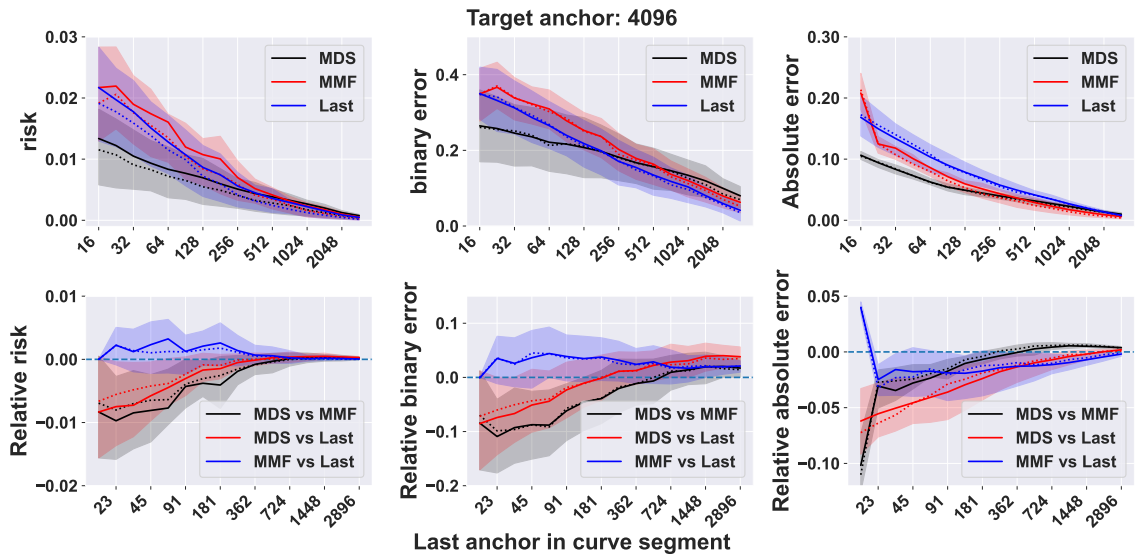 Target anchor: 4096
risk
0.03
0.02
0.01
0.00
MDS
MMF
Last
16
32
64
128
256
512
1024
2048
binary error
0.4
0.2
0.0
MDS
MMF
Last
16
32
64
128
256
512
1024
2048
Absolute error
0.30
0.20
0.10
0.00
MDS
MMF
Last
16
32
64
128
256
512
1024
2048
Relative risk
0.01
0.00
−0.01
−0.02
MDS vs MMF
MDS vs Last
MMF vs Last
23
45
91
181
362
724
1448
2896
Relative binary error
0.1
0.0
−0.1
−0.2
MDS vs MMF
MDS vs Last
MMF vs Last
23
45
91
181
362
724
1448
2896
Relative absolute error
0.05
0.00
−0.05
−0.10
MDS vs MMF
MDS vs Last
MMF vs Last
23
45
91
181
362
724
1448
2896
Last anchor in curve segment